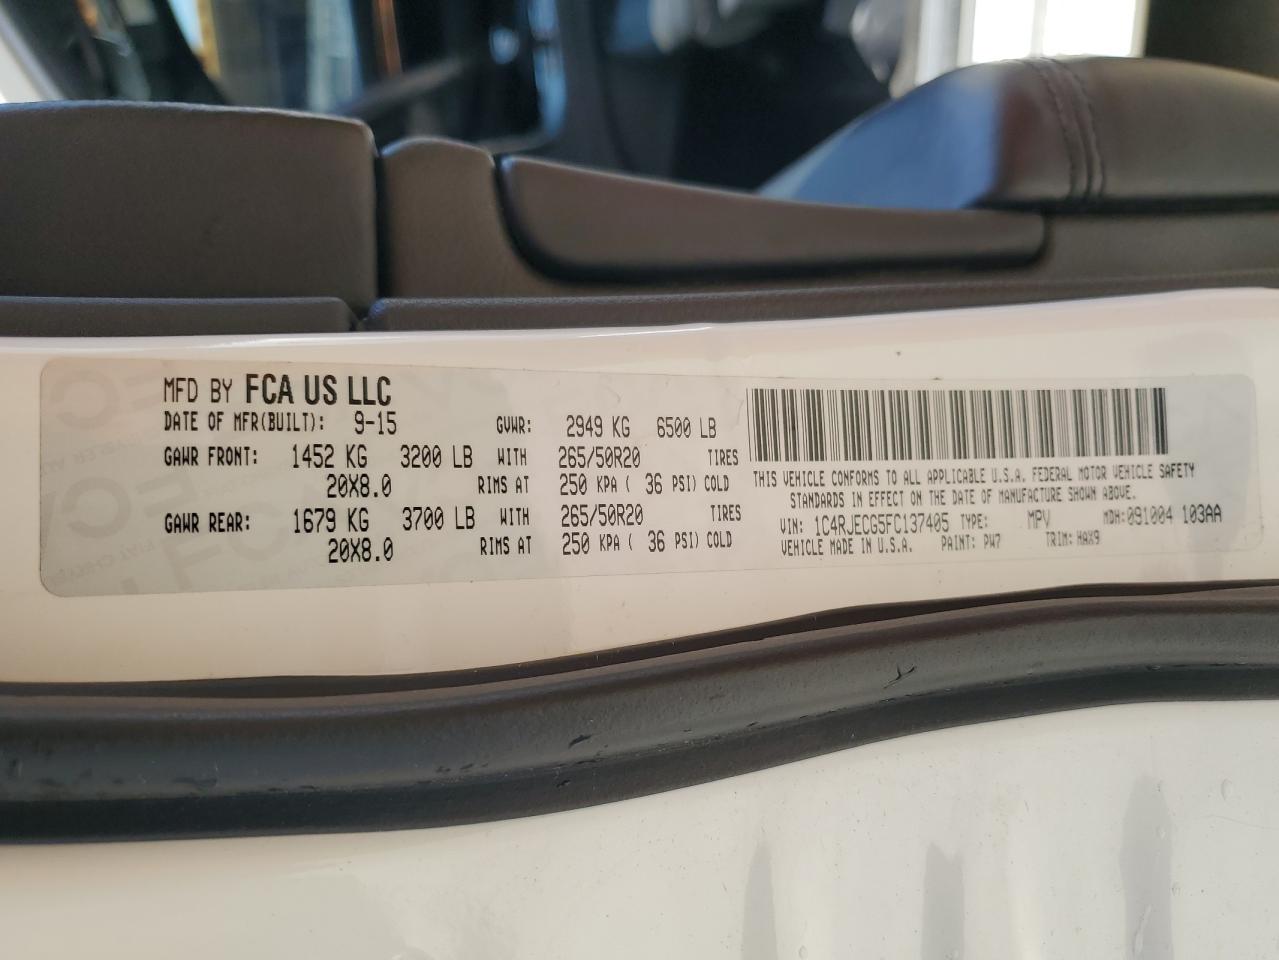 MFD BY FCA US LLC
DATE OF MFR(BUILT): 9-15 GVWR: 2949 KG 6500 LB
GAWR FRONT: 1452 KG 3200 LB WITH 265/50R20 TIRES
20X8.0 RIMS AT 250 KPA ( 36 PSI) COLD
GAWR REAR: 1679 KG 3700 LB WITH 265/50R20 TIRES
20X8.0 RIMS AT 250 KPA ( 36 PSI) COLD
THIS VEHICLE CONFORMS TO ALL APPLICABLE U.S.A. FEDERAL MOTOR VEHICLE SAFETY
STANDARDS IN EFFECT ON THE DATE OF MANUFACTURE SHOWN ABOVE.
VIN: 1C4RJECG5FC137405 TYPE: MPV MDH:091004 103AA
VEHICLE MADE IN U.S.A. PAINT: PW7 TRIM: HAX9